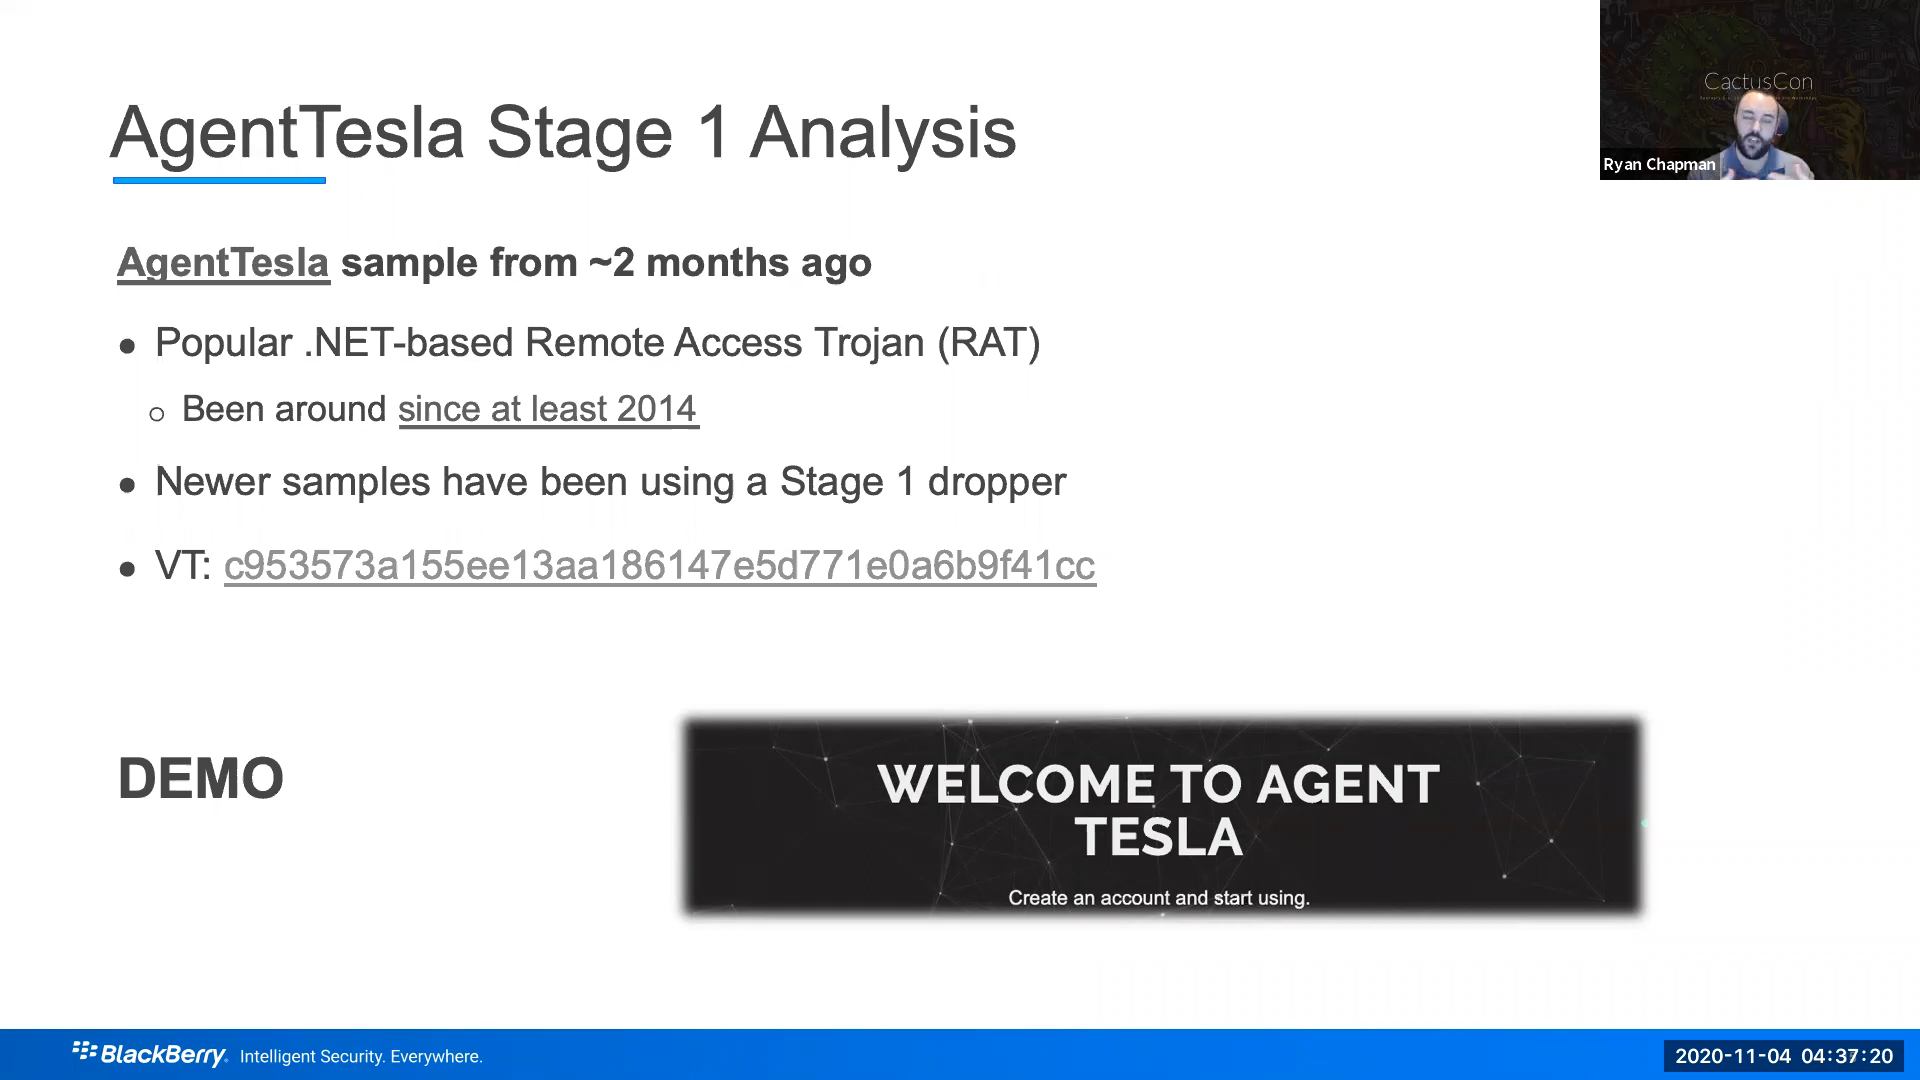 AgentTesla Stage 1 Analysis
CactusCon
Ryan Chapman
AgentTesla sample from ~2 months ago
● Popular .NET-based Remote Access Trojan (RAT)
○ Been around since at least 2014
● Newer samples have been using a Stage 1 dropper
● VT: c953573a155ee13aa186147e5d771e0a6b9f41cc
DEMO
WELCOME TO AGENT
TESLA
Create an account and start using.
BlackBerry® Intelligent Security. Everywhere.
2020-11-04 04:37:20